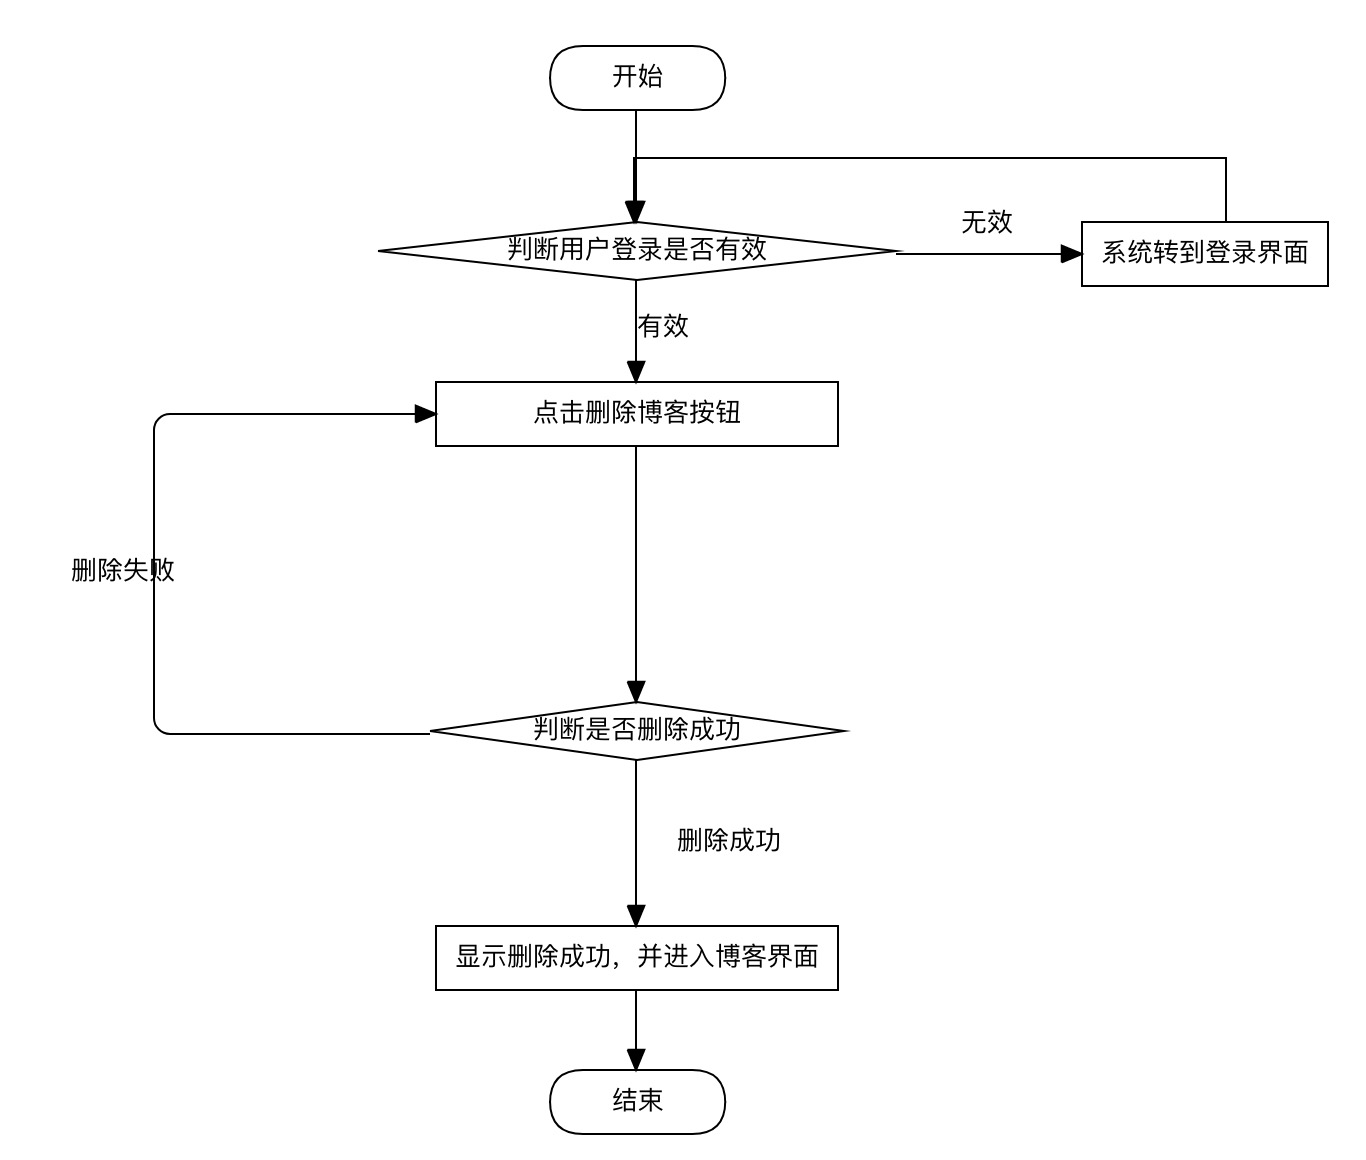 开始
判断用户登录是否有效
无效
系统转到登录界面
有效
点击删除博客按钮
删除失败
判断是否删除成功
删除成功
显示删除成功，并进入博客界面
结束